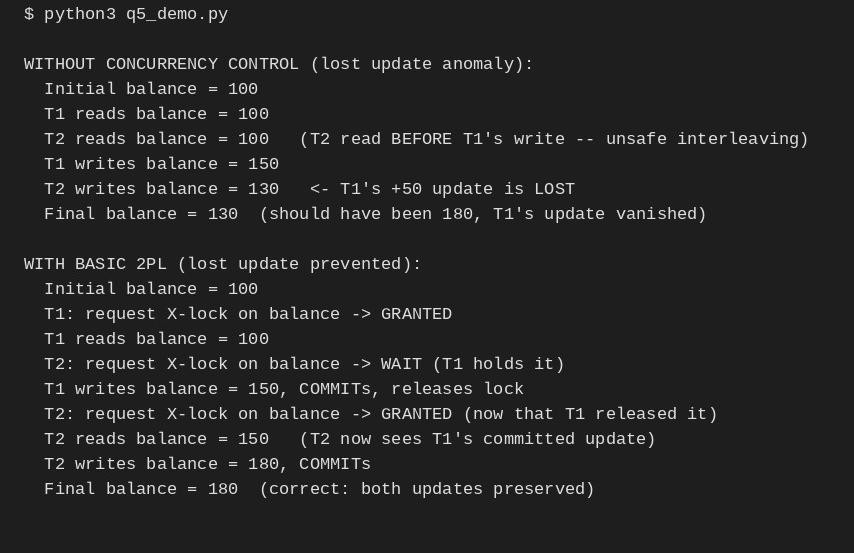 $ python3 q5_demo.py
WITHOUT CONCURRENCY CONTROL (lost update anomaly):
Initial balance = 100
T1 reads balance = 100
T2 reads balance = 100   (T2 read BEFORE T1's write -- unsafe interleaving)
T1 writes balance = 150
T2 writes balance = 130   <- T1's +50 update is LOST
Final balance = 130  (should have been 180, T1's update vanished)
WITH BASIC 2PL (lost update prevented):
Initial balance = 100
T1: request X-lock on balance -> GRANTED
T1 reads balance = 100
T2: request X-lock on balance -> WAIT (T1 holds it)
T1 writes balance = 150, COMMITs, releases lock
T2: request X-lock on balance -> GRANTED (now that T1 released it)
T2 reads balance = 150   (T2 now sees T1's committed update)
T2 writes balance = 180, COMMITs
Final balance = 180  (correct: both updates preserved)